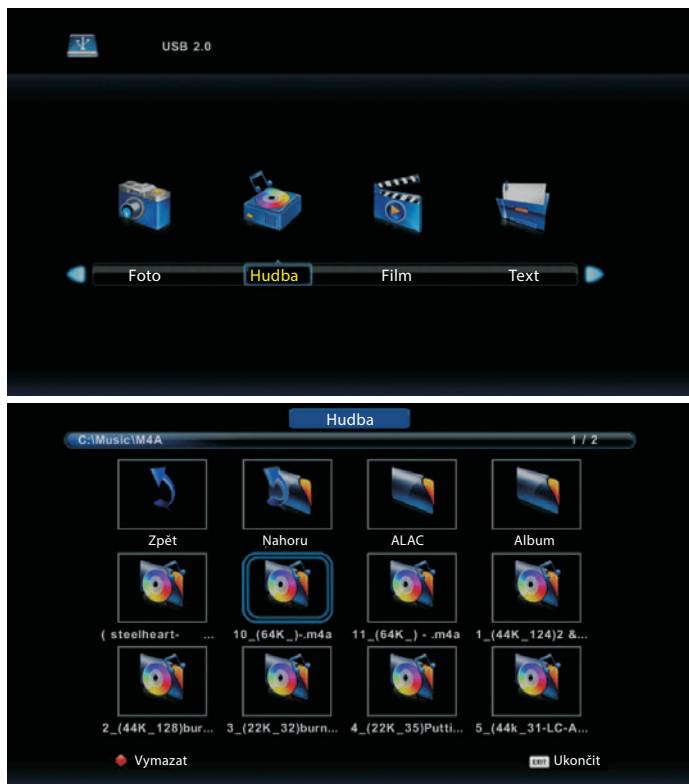 USB 2.0
Foto Hudba Film Text
Hudba
C:\Music\M4A 1 / 2
Zpět Nahoru ALAC Album
( steelheart- ... 10_(64K_)-.m4a 11_(64K_) - .m4a 1_(44K_124)2 &...
2_(44K_128)bur... 3_(22K_32)burn... 4_(22K_35)Putti... 5_(44k_31-LC-A...
Vymazat EXIT Ukončit